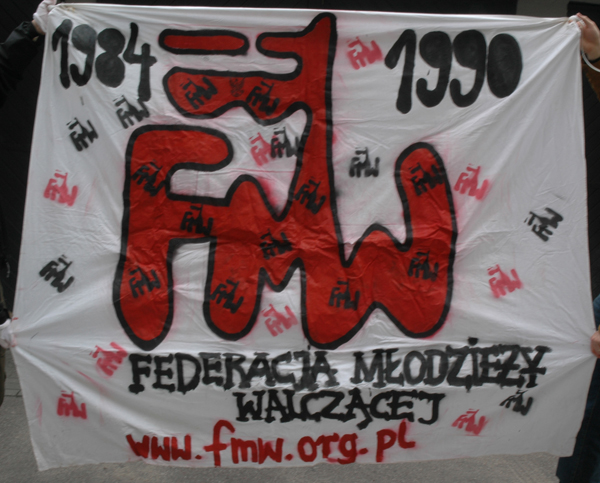 1984 1990
FMW
FEDERACJA MŁODZIEŻY
WALCZĄCEJ
www.fmw.org.pl